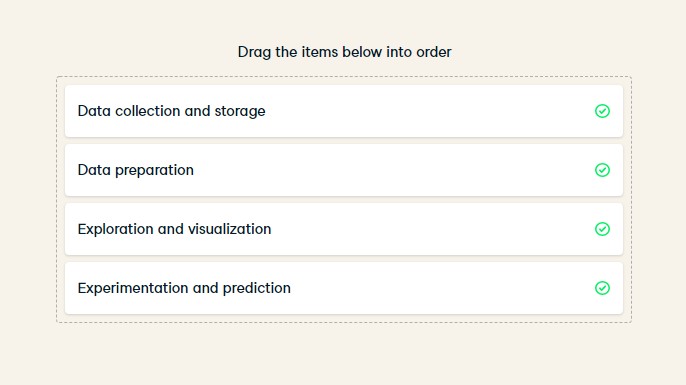 Drag the items below into order
Data collection and storage
Data preparation
Exploration and visualization
Experimentation and prediction